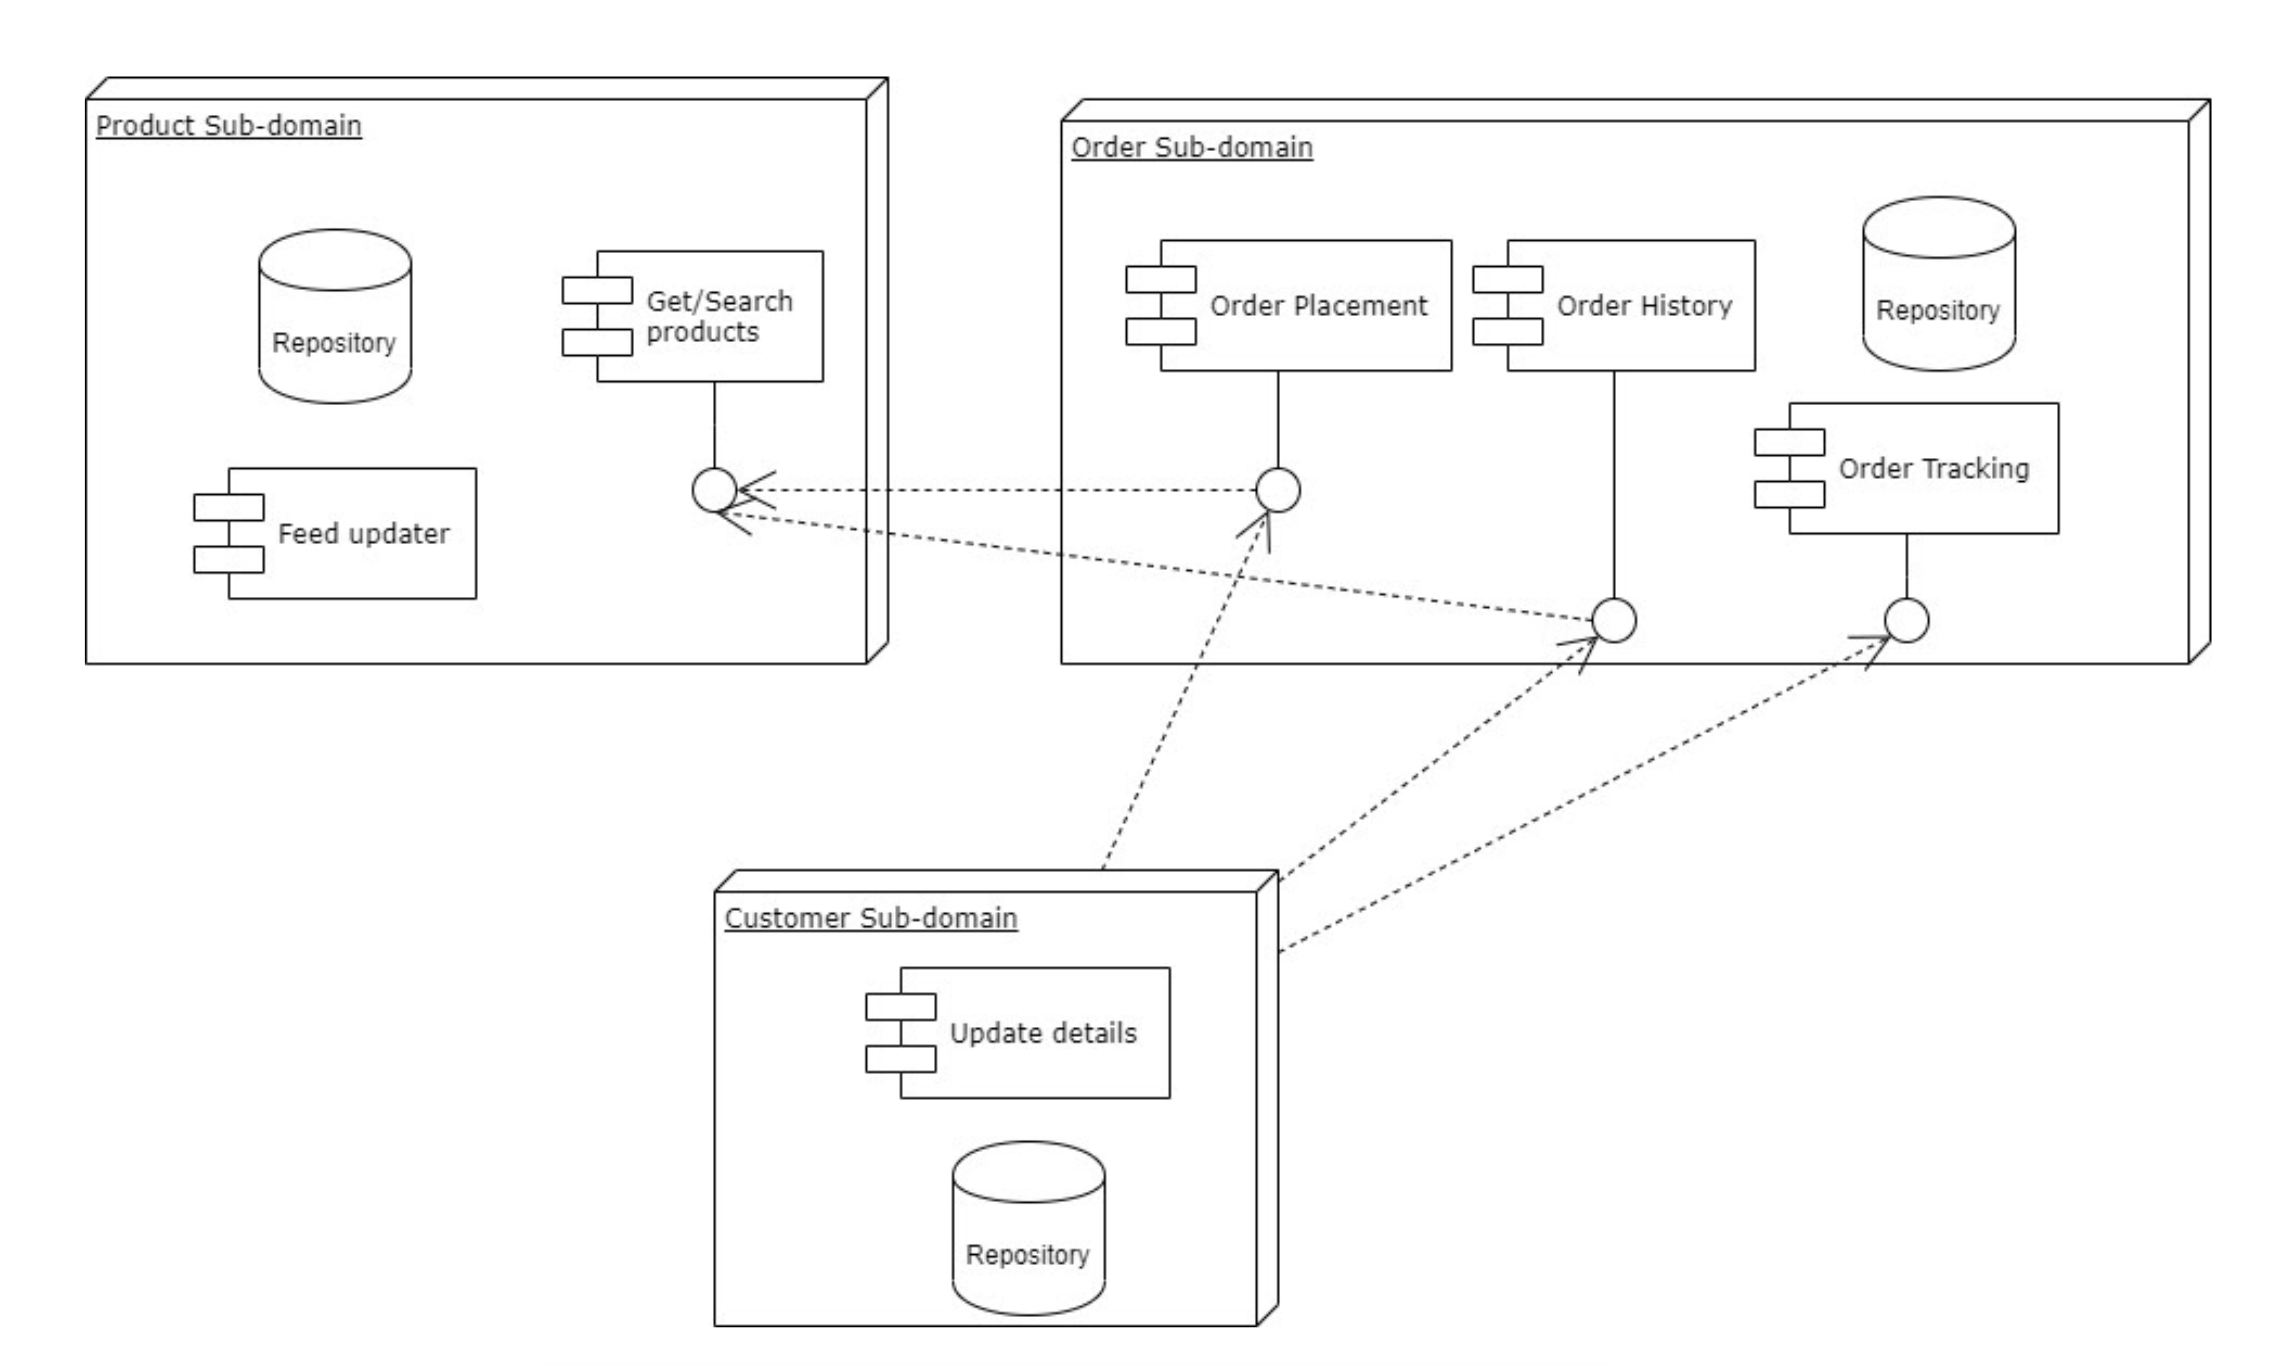 Product Sub-domain
Repository
Get/Search
products
Feed updater
Order Sub-domain
Order Placement
Order History
Repository
Order Tracking
Customer Sub-domain
Update details
Repository